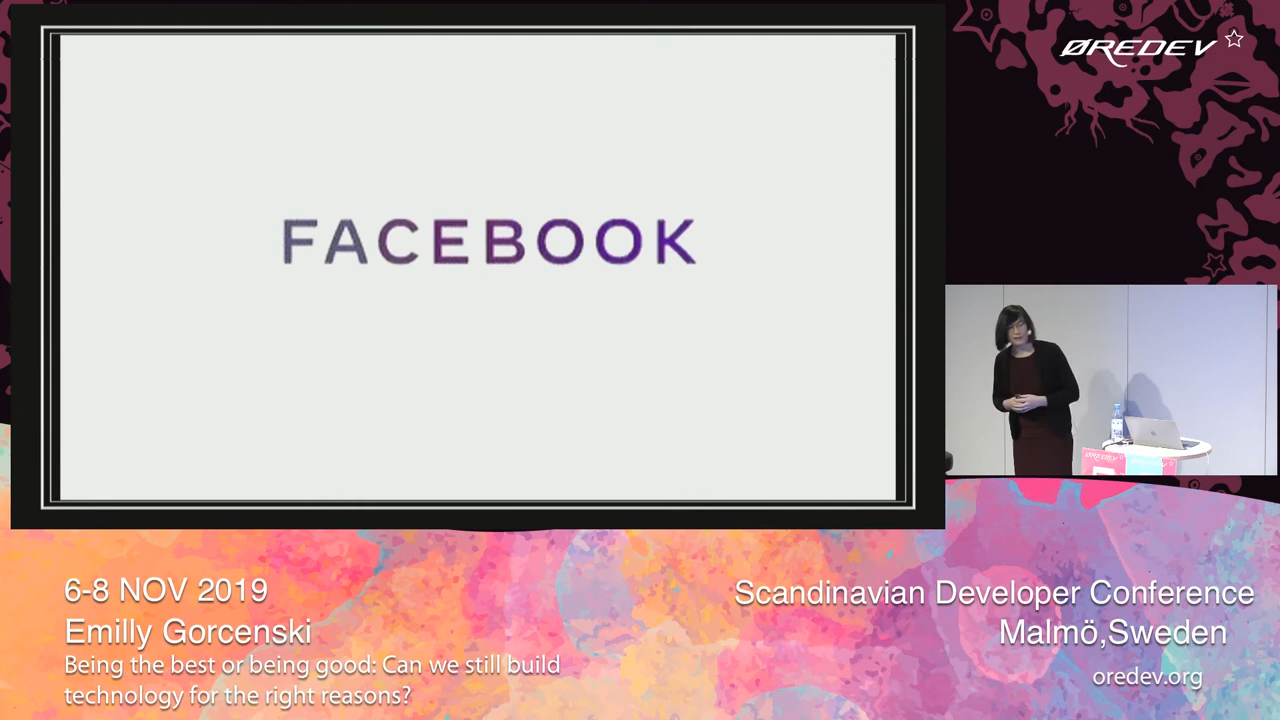 FACEBOOK
ØREDEV
ØREDEV
6-8 NOV 2019
Emilly Gorcenski
Being the best or being good: Can we still build
technology for the right reasons?
Scandinavian Developer Conference
Malmö,Sweden
oredev.org